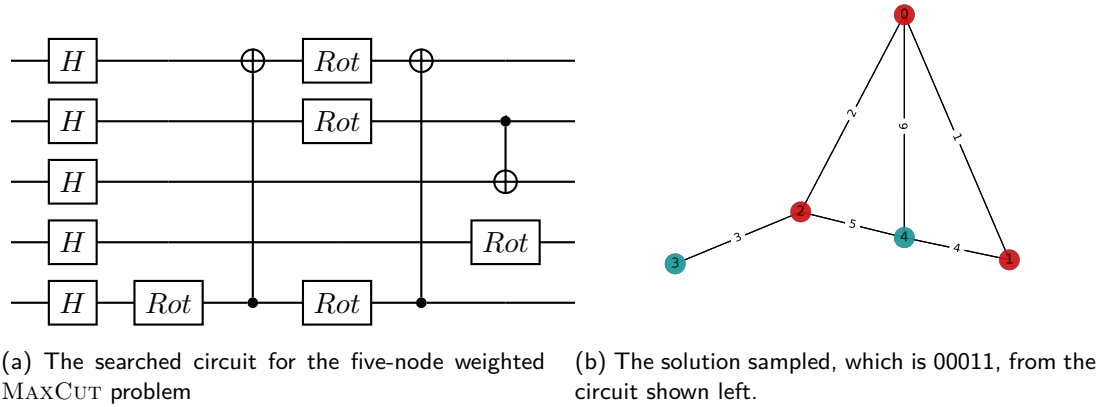 H Rot
H Rot
H
H Rot
H Rot Rot
(a) The searched circuit for the five-node weighted
MAXCUT problem
0
2
6
1
2
5
4
4
3
3
1
(b) The solution sampled, which is 00011, from the
circuit shown left.